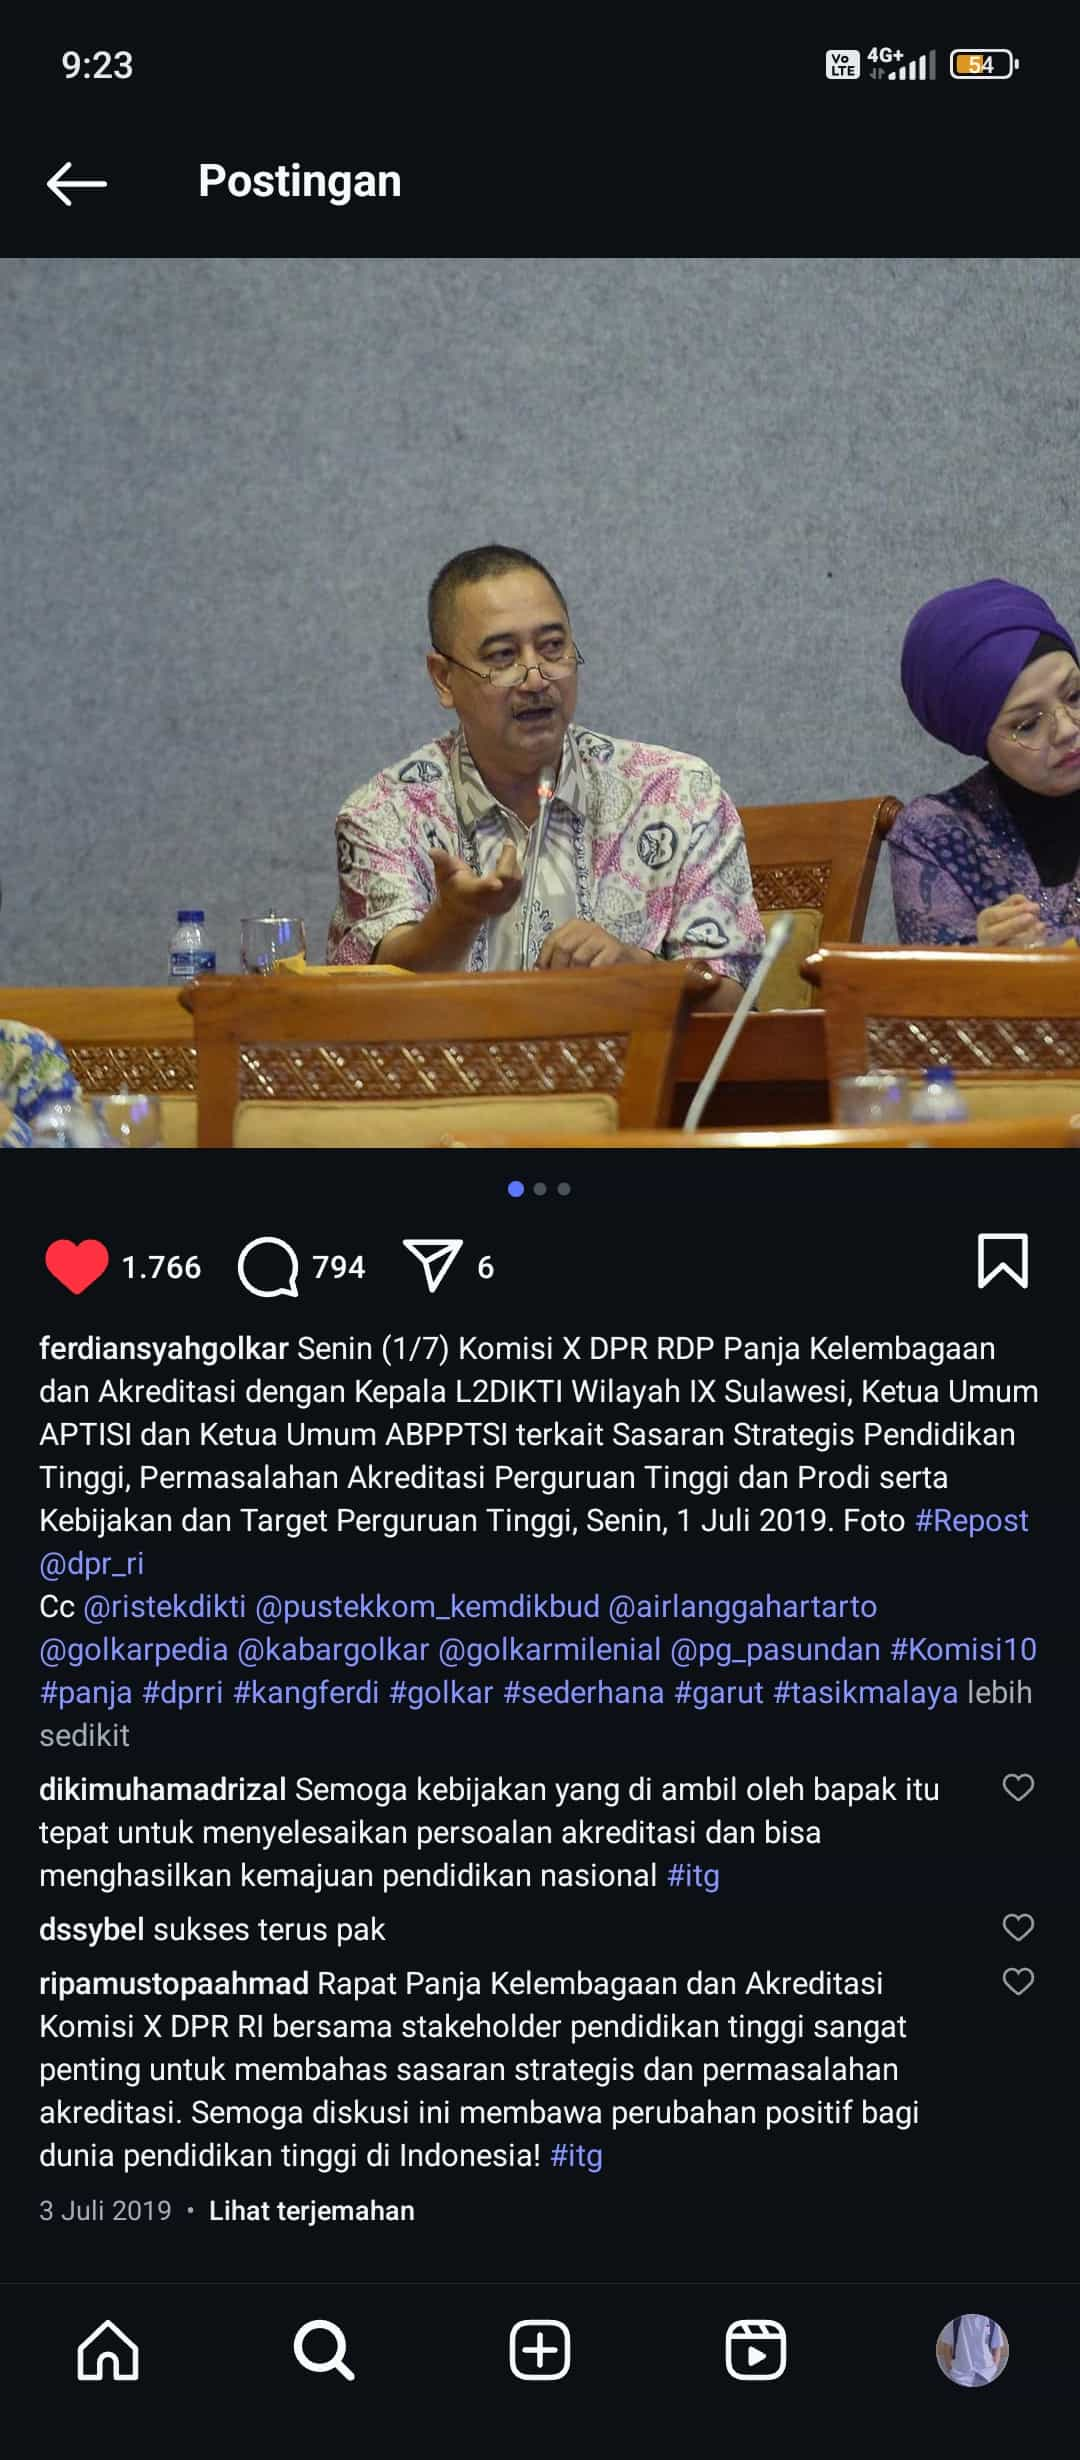 9:23
Vo LTE 4G+ 54
Postingan
1.766 794 6
ferdiansyahgolkar Senin (1/7) Komisi X DPR RDP Panja Kelembagaan
dan Akreditasi dengan Kepala L2DIKTI Wilayah IX Sulawesi, Ketua Umum
APTISI dan Ketua Umum ABPPTSI terkait Sasaran Strategis Pendidikan
Tinggi, Permasalahan Akreditasi Perguruan Tinggi dan Prodi serta
Kebijakan dan Target Perguruan Tinggi, Senin, 1 Juli 2019. Foto #Repost
@dpr_ri
Cc @ristekdikti @pustekkom_kemdikbud @airlanggahartarto
@golkarpedia @kabargolkar @golkarmilenial @pg_pasundan #Komisi10
#panja #dprri #kangferdi #golkar #sederhana #garut #tasikmalaya lebih
sedikit
dikimuhamadrizal Semoga kebijakan yang di ambil oleh bapak itu
tepat untuk menyelesaikan persoalan akreditasi dan bisa
menghasilkan kemajuan pendidikan nasional #itg
dssybel sukses terus pak
ripamustopaahmad Rapat Panja Kelembagaan dan Akreditasi
Komisi X DPR RI bersama stakeholder pendidikan tinggi sangat
penting untuk membahas sasaran strategis dan permasalahan
akreditasi. Semoga diskusi ini membawa perubahan positif bagi
dunia pendidikan tinggi di Indonesia! #itg
3 Juli 2019 • Lihat terjemahan